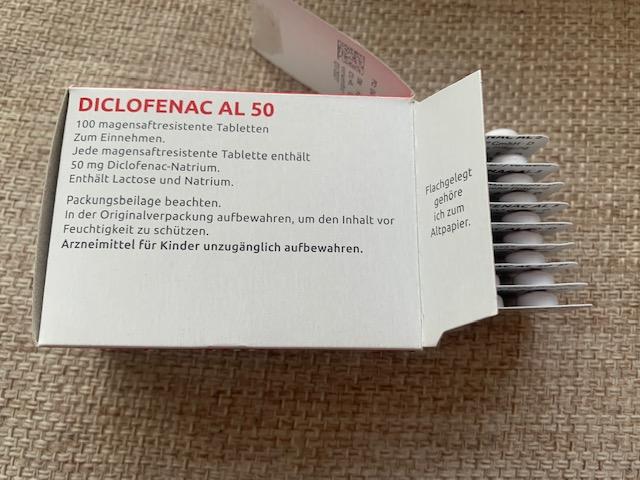 DICLOFENAC AL 50
100 magensaftresistente Tabletten
Zum Einnehmen.
Jede magensaftresistente Tablette enthält
50 mg Diclofenac-Natrium.
Enthält Lactose und Natrium.
Packungsbeilage beachten.
In der Originalverpackung aufbewahren, um den Inhalt vor
Feuchtigkeit zu schützen.
Arzneimittel für Kinder unzugänglich aufbewahren.
Flachgelegt
gehöre
ich zum
Altpapier.